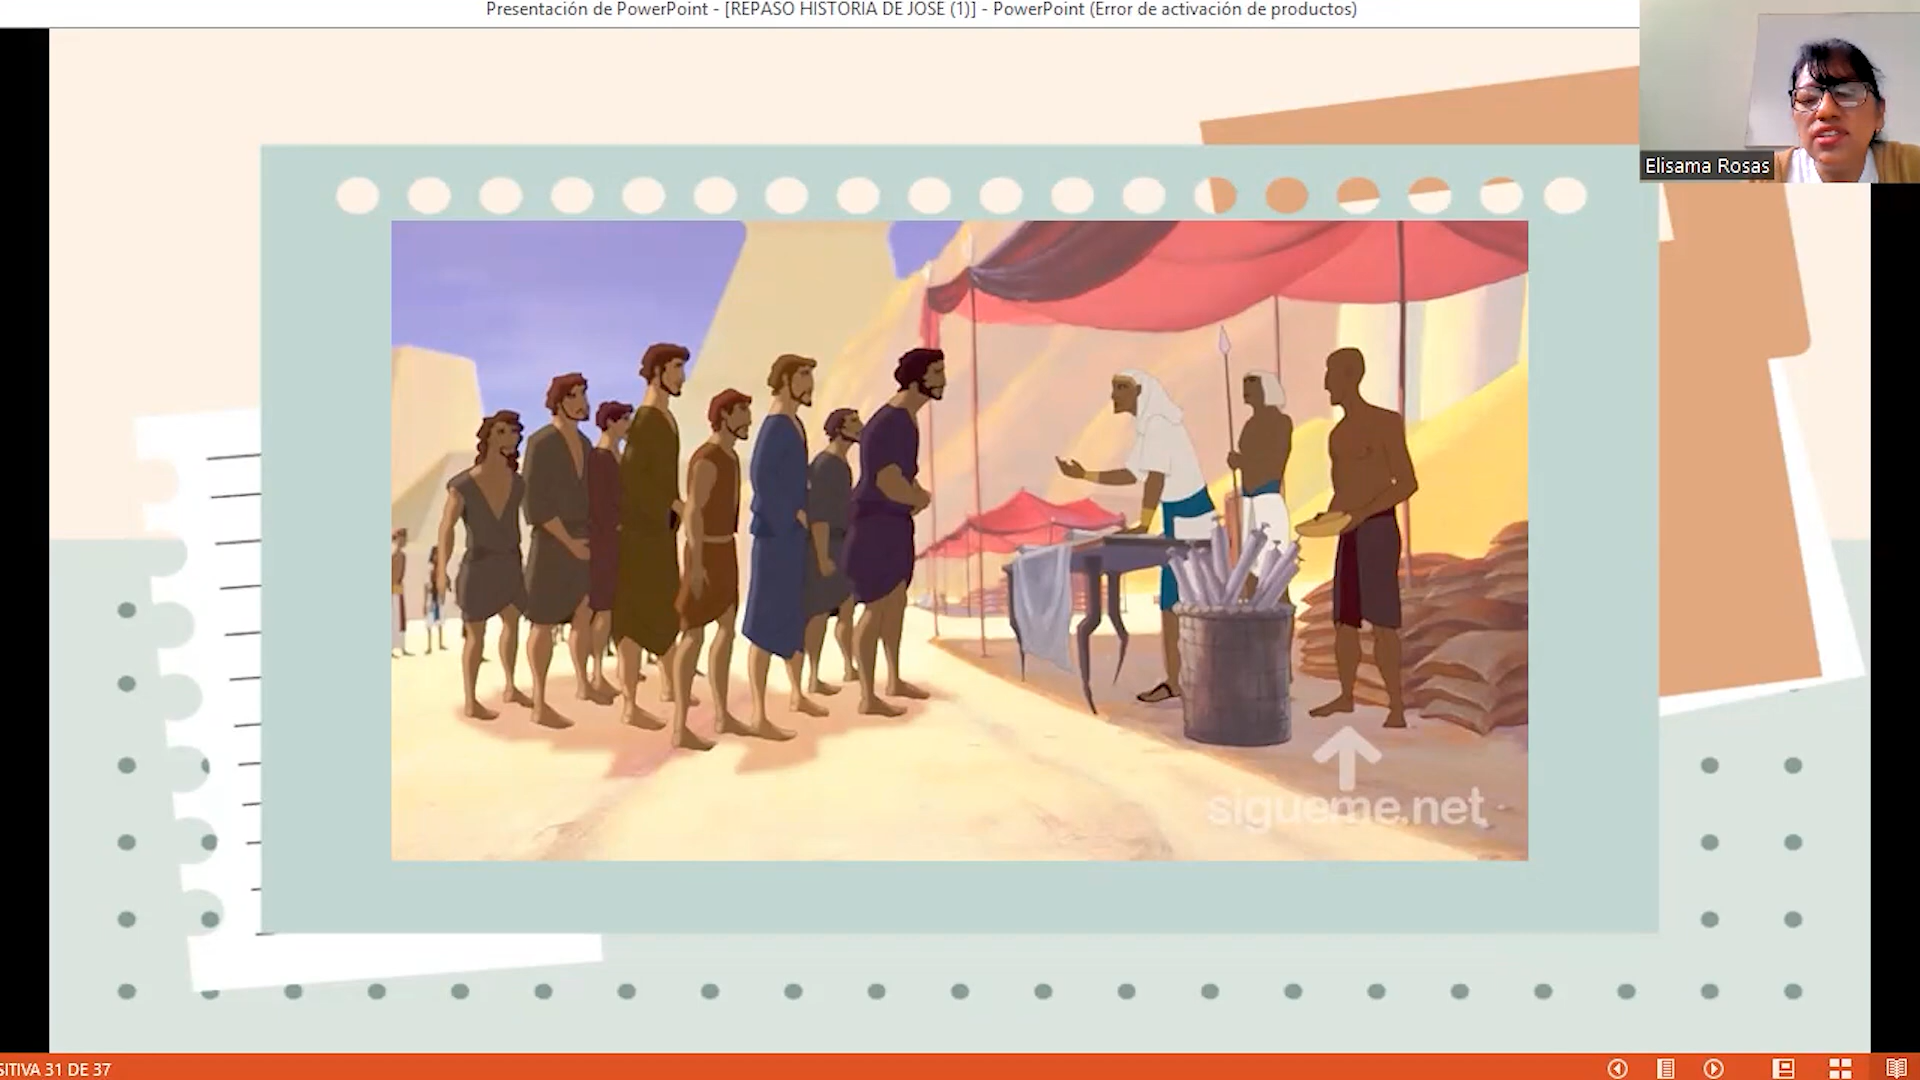 Presentación de PowerPoint - [REPASO HISTORIA DE JOSE (1)] - PowerPoint (Error de activación de productos)
Elisama Rosas
sigueme.net
SITIVA 31 DE 37